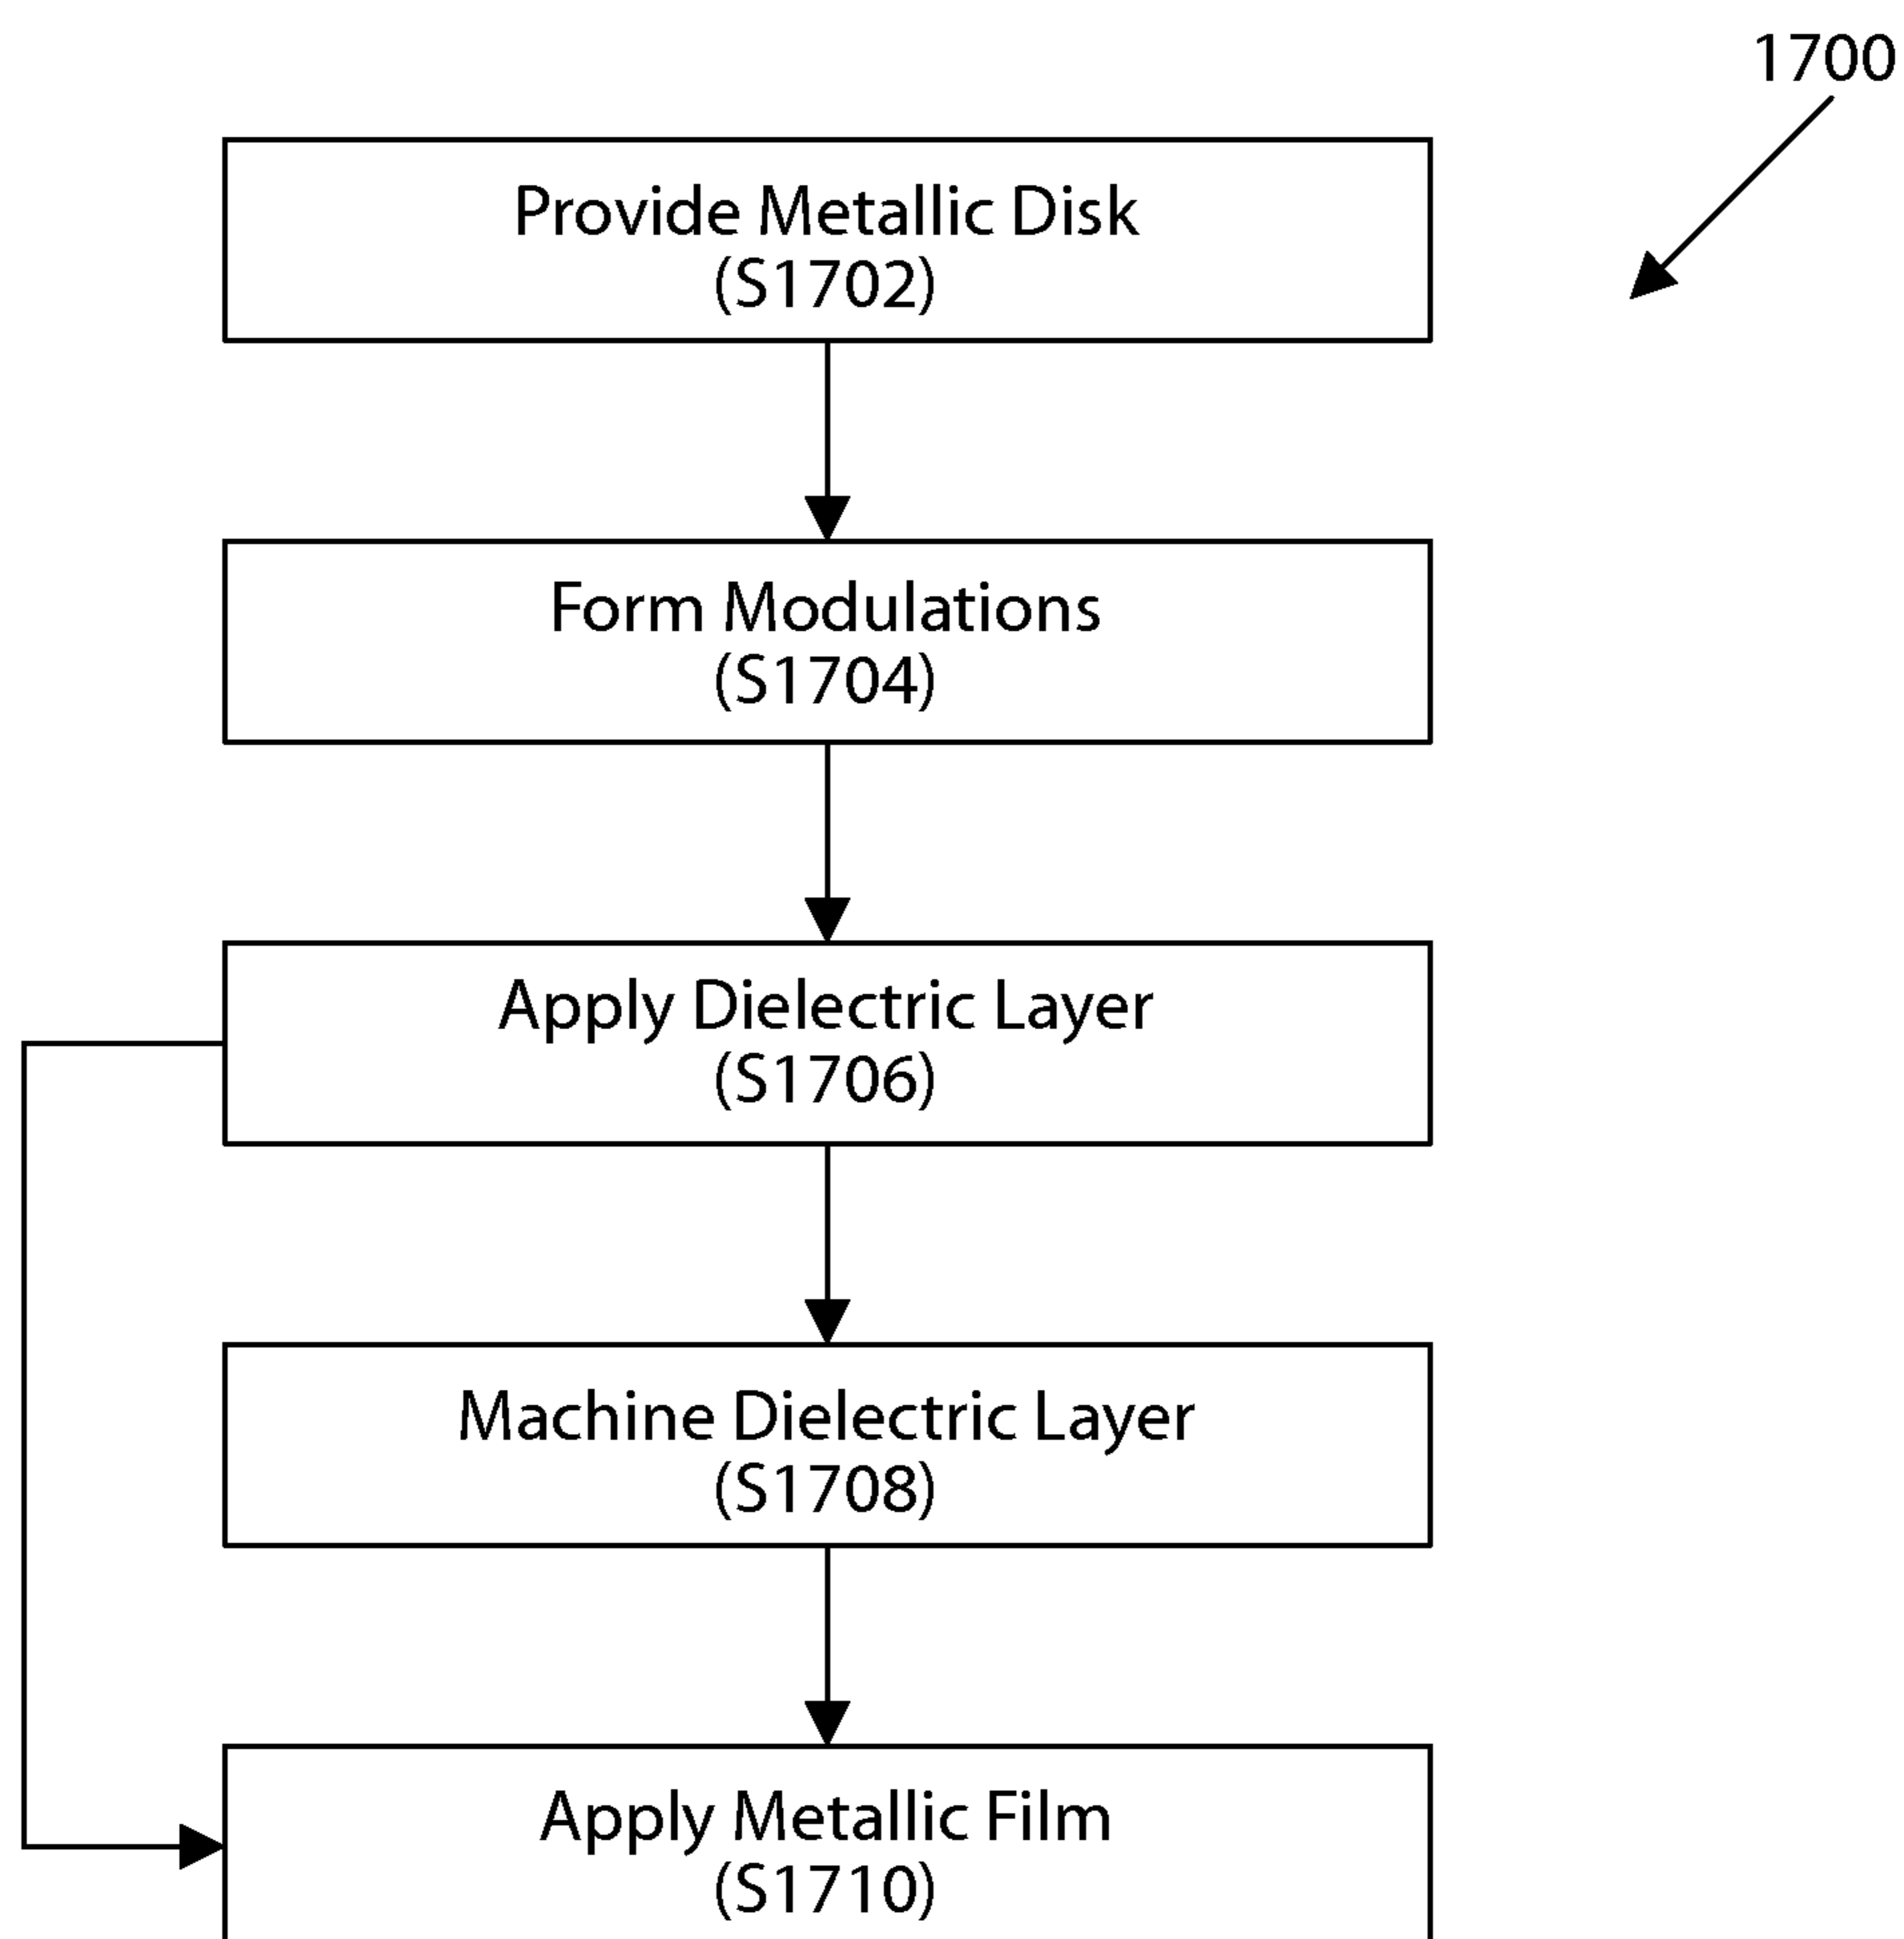 1700
Provide Metallic Disk
(S1702)
Form Modulations
(S1704)
Apply Dielectric Layer
(S1706)
Machine Dielectric Layer
(S1708)
Apply Metallic Film
(S1710)